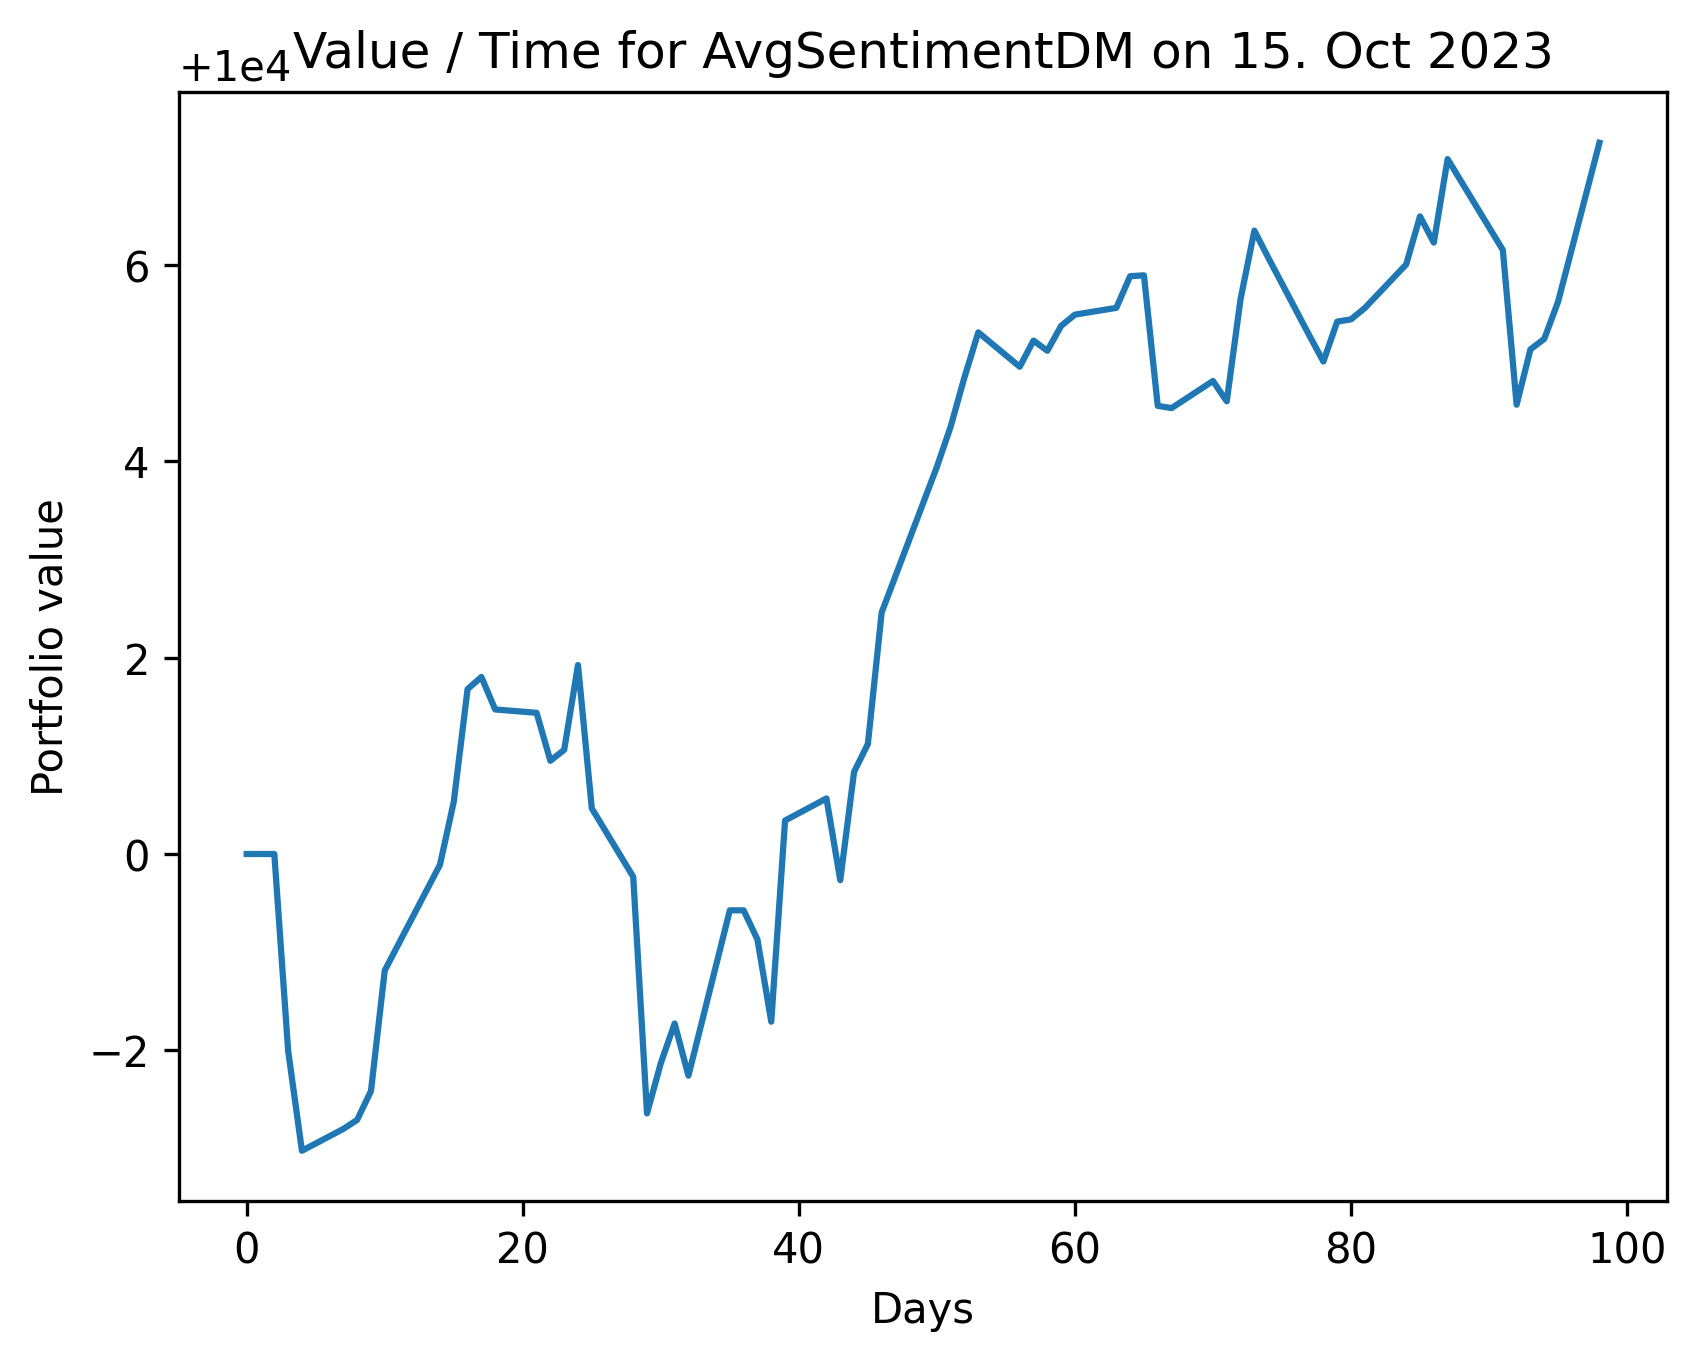 Value / Time for AvgSentimentDM on 15. Oct 2023
+1e4
6
4
2
0
−2
Portfolio value
0 20 40 60 80 100
Days